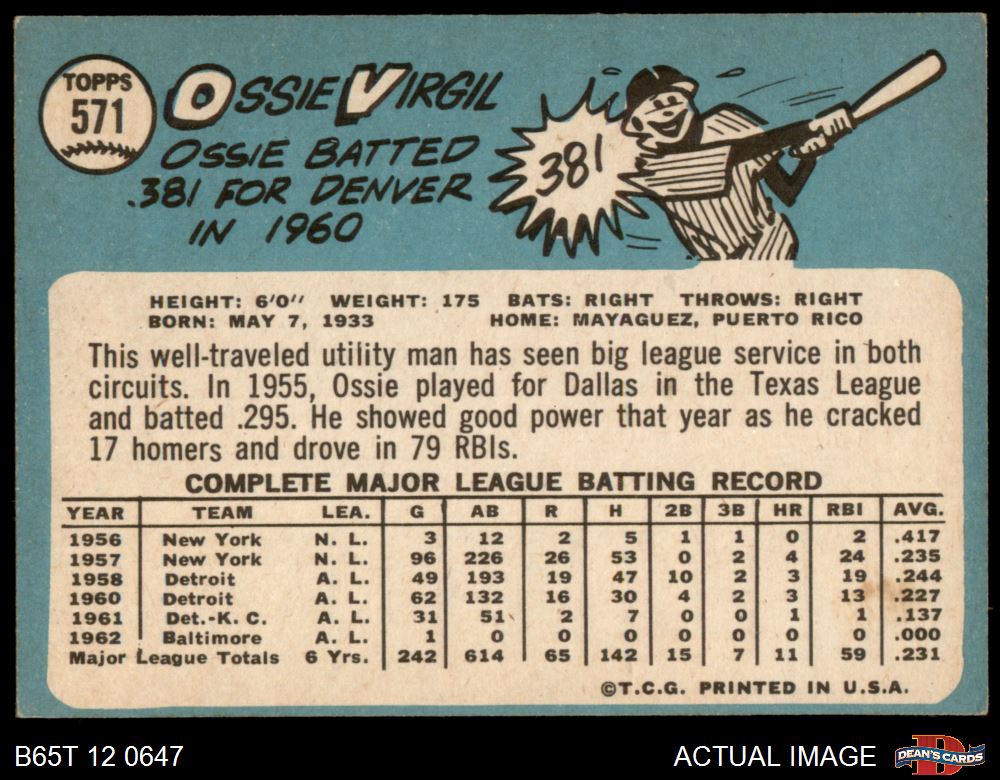 TOPPS
571
OSSIE VIRGIL
OSSIE BATTED
.381 FOR DENVER
IN 1960
381
HEIGHT: 6'0" WEIGHT: 175 BATS: RIGHT THROWS: RIGHT
BORN: MAY 7, 1933 HOME: MAYAGUEZ, PUERTO RICO
This well-traveled utility man has seen big league service in both
circuits. In 1955, Ossie played for Dallas in the Texas League
and batted .295. He showed good power that year as he cracked
17 homers and drove in 79 RBIs.
COMPLETE MAJOR LEAGUE BATTING RECORD
YEAR TEAM LEA. G AB R H 2B 3B HR RBI AVG.
1956 New York N. L. 3 12 2 5 1 1 0 2 .417
1957 New York N. L. 96 226 26 53 0 2 4 24 .235
1958 Detroit A. L. 49 193 19 47 10 2 3 19 .244
1960 Detroit A. L. 62 132 16 30 4 2 3 13 .227
1961 Det.-K. C. A. L. 31 51 2 7 0 0 1 1 .137
1962 Baltimore A. L. 1 0 0 0 0 0 0 0 .000
Major League Totals 6 Yrs. 242 614 65 142 15 7 11 59 .231
©T.C.G. PRINTED IN U.S.A.
B65T 12 0647 ACTUAL IMAGE DEAN'S CARDS